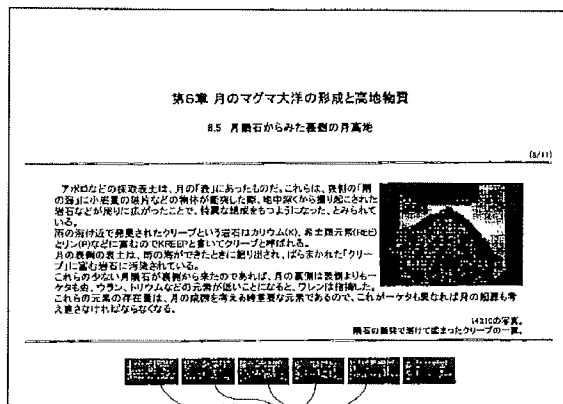 第6章 月のマグマ大洋の形成と高地物質
6.5 月隕石からみた裏側の月高地
(8/11)
アポロなどの採取表土は、月の「表」にあったものだ。これらは、表側の「雨
の海」に小惑星の破片などの物体が衝突した際、地中深くから掘り起こされた
岩石などが周りに広がったことで、特異な組成をもつようになった、とみられて
いる。
雨の海付近で発見されたクリープという岩石はカリウム(K)、希土類元素(REE)
とリン(P)などに富むのでKREEPと書いてクリープと呼ばれる。
月の表側の表土は、雨の海ができたときに掘り出され、ばらまかれた「クリー
プ」に富む岩石に汚染されている。
これらの少ない月隕石が裏側から来たのであれば、月の裏側は表側よりも一
ケタも、ウラン、トリウムなどの元素が低いことになると、ワレンは指摘した。
これらの元素の存在量は、月の成因を考える時重要な元素であるので、これが一ケタも異なれば月の起源も考
え直さなければならなくなる。
の写真。
隕石の衝突で溶けて固まったクリープの一種。